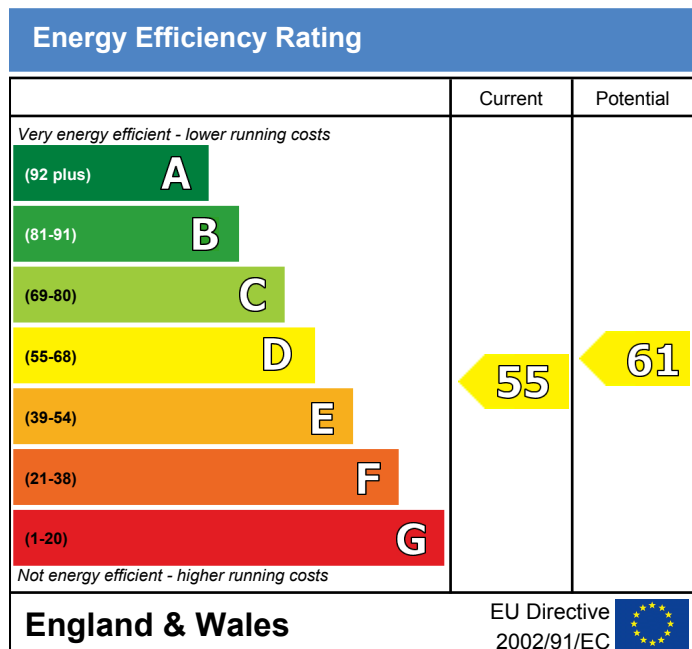 Energy Efficiency Rating
Current Potential
Very energy efficient - lower running costs
(92 plus) A
(81-91) B
(69-80) C
(55-68) D
55 61
(39-54) E
(21-38) F
(1-20) G
Not energy efficient - higher running costs
England & Wales
EU Directive
2002/91/EC